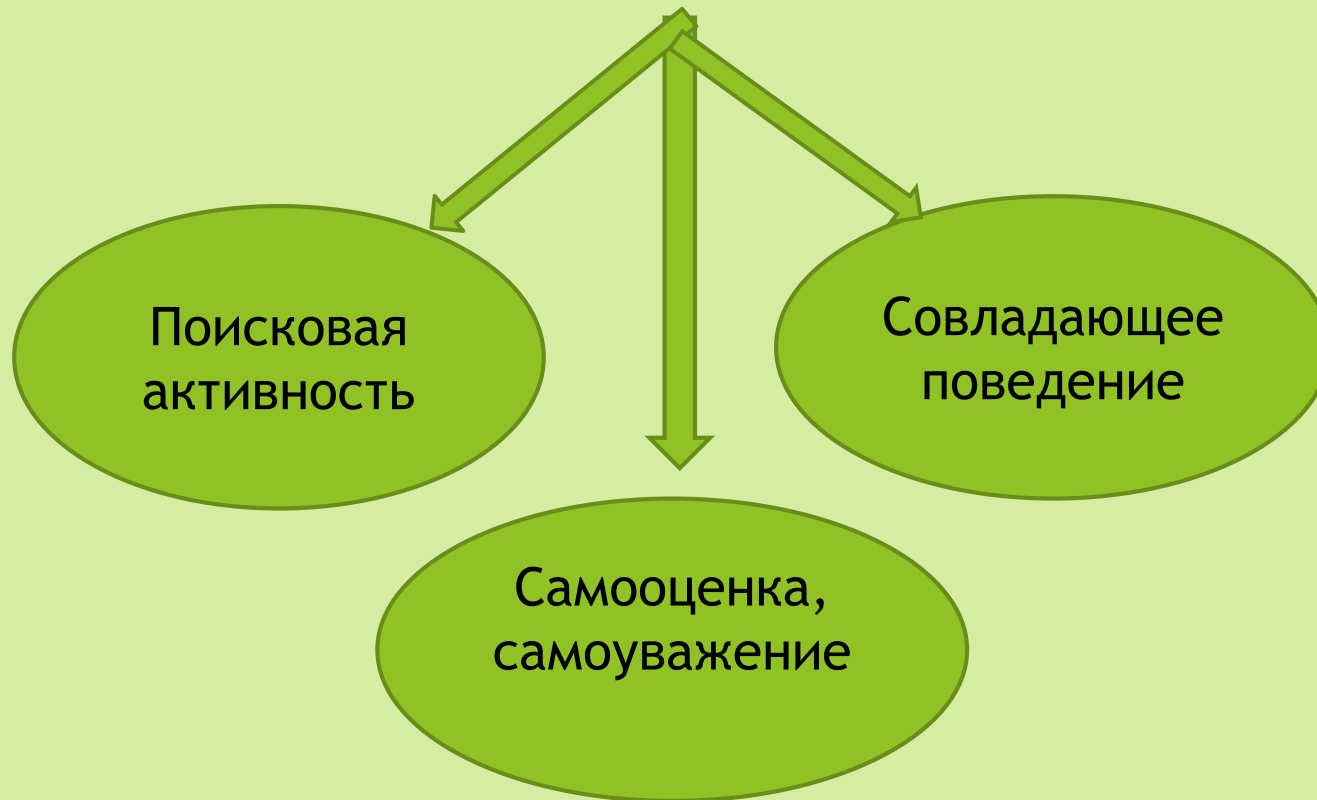 Поисковая
активность
Совладающее
поведение
Самооценка,
самоуважение